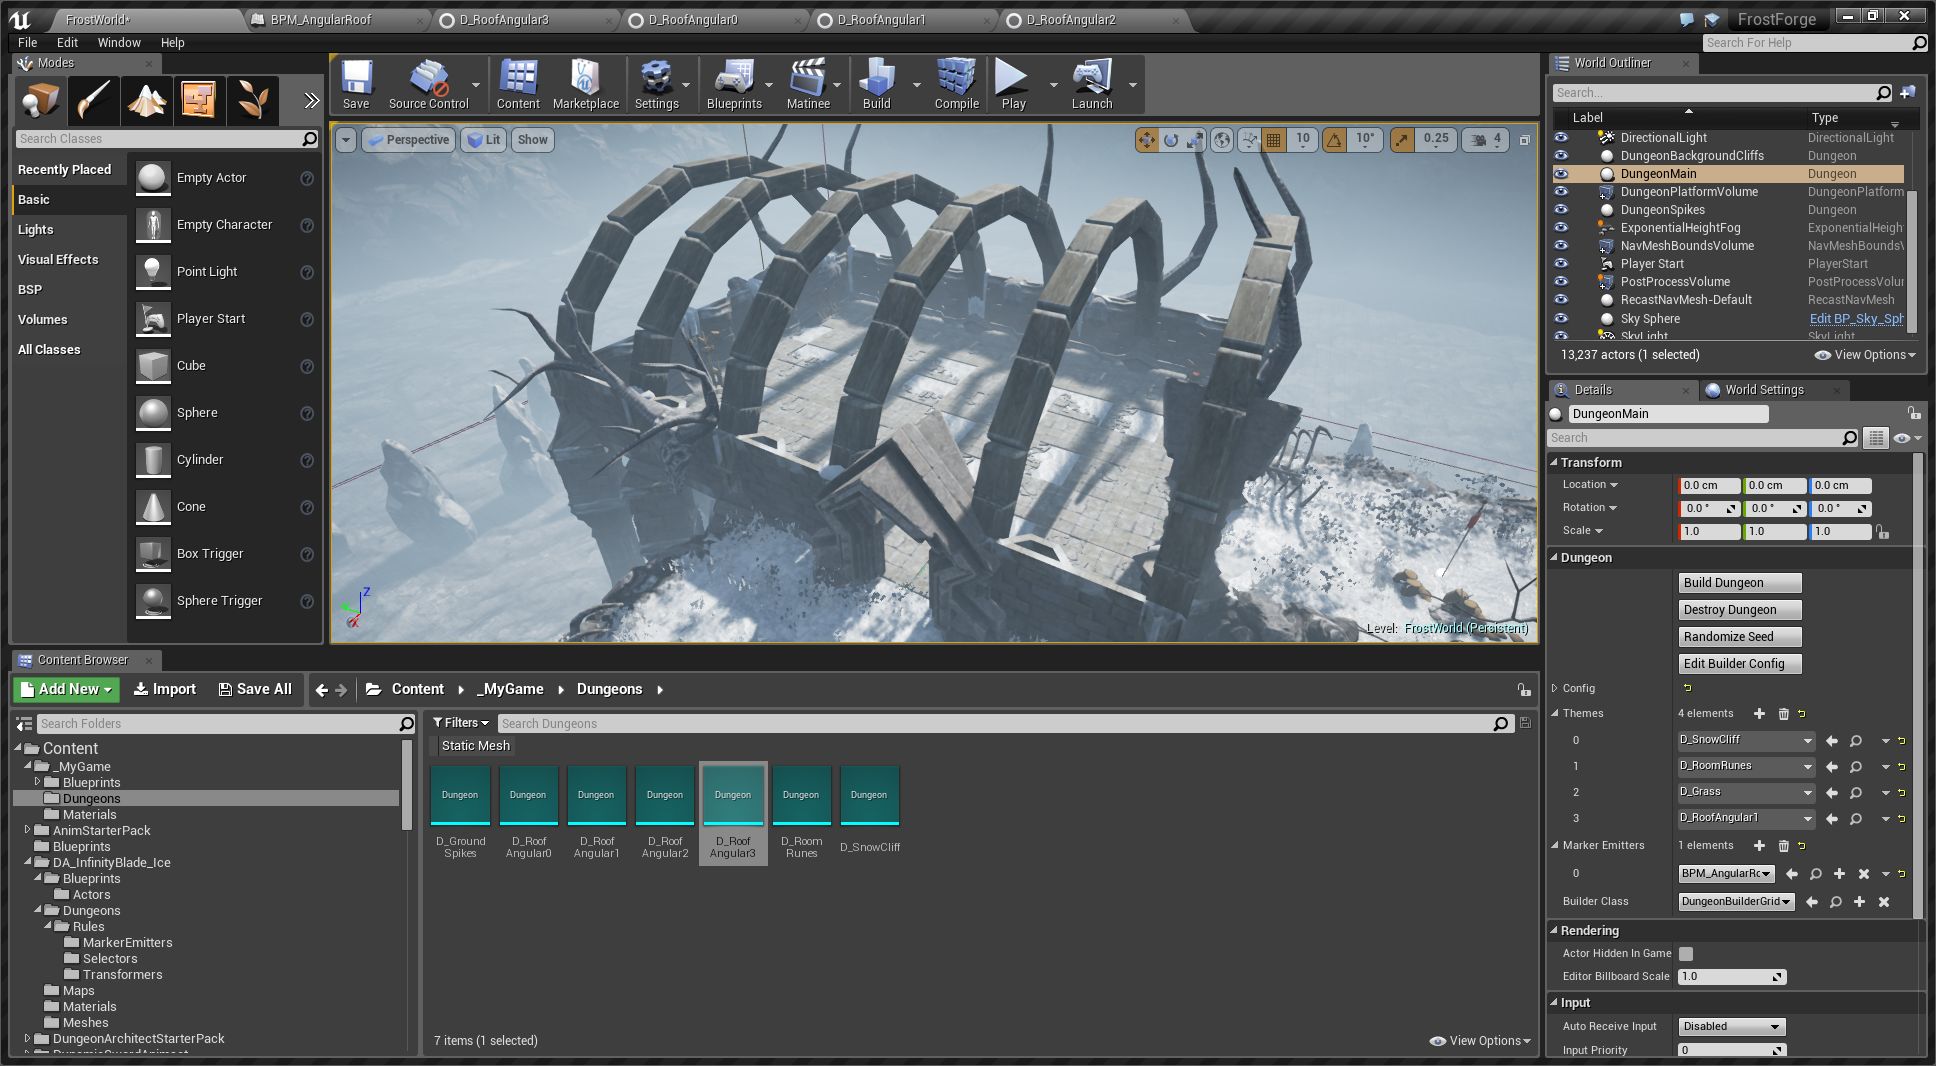 FrostWorld*
BPM_AngularRoof
D_RoofAngular3
D_RoofAngular0
D_RoofAngular1
D_RoofAngular2
FrostForge
File Edit Window Help
Search For Help
Modes
Search Classes
Recently Placed
Basic
Lights
Visual Effects
BSP
Volumes
All Classes
Empty Actor
Empty Character
Point Light
Player Start
Cube
Sphere
Cylinder
Cone
Box Trigger
Sphere Trigger
Save
Source Control
Content
Marketplace
Settings
Blueprints
Matinee
Build
Compile
Play
Launch
Perspective
Lit
Show
10
10°
0.25
4
Z
X
Level: FrostWorld (Persistent)
World Outliner
Search...
Label Type
DirectionalLight DirectionalLight
DungeonBackgroundCliffs Dungeon
DungeonMain Dungeon
DungeonPlatformVolume DungeonPlatform
DungeonSpikes Dungeon
ExponentialHeightFog ExponentialHeigh
NavMeshBoundsVolume NavMeshBoundsV
Player Start PlayerStart
PostProcessVolume PostProcessVolur
RecastNavMesh-Default RecastNavMesh
Sky Sphere Edit BP_Sky_Sph
SkyLight SkyLight
13,237 actors (1 selected)
View Options
Details
World Settings
DungeonMain
Search
Transform
Location 0.0 cm 0.0 cm 0.0 cm
Rotation 0.0 ° 0.0 ° 0.0 °
Scale 1.0 1.0 1.0
Dungeon
Build Dungeon
Destroy Dungeon
Randomize Seed
Edit Builder Config
Config
Themes 4 elements
0 D_SnowCliff
1 D_RoomRunes
2 D_Grass
3 D_RoofAngular1
Marker Emitters 1 elements
0 BPM_AngularRc
Builder Class DungeonBuilderGrid
Rendering
Actor Hidden In Game
Editor Billboard Scale 1.0
Input
Auto Receive Input Disabled
Input Priority 0
Content Browser
Add New
Import
Save All
Content
_MyGame
Dungeons
Search Folders
Content
_MyGame
Blueprints
Dungeons
Materials
AnimStarterPack
Blueprints
DA_InfinityBlade_Ice
Blueprints
Actors
Dungeons
Rules
MarkerEmitters
Selectors
Transformers
Maps
Materials
Meshes
DungeonArchitectStarterPack
Filters
Search Dungeons
Static Mesh
Dungeon Dungeon Dungeon Dungeon Dungeon Dungeon Dungeon
D_Ground
Spikes
D_Roof
Angular0
D_Roof
Angular1
D_Roof
Angular2
D_Roof
Angular3
D_Room
Runes
D_SnowCliff
7 items (1 selected)
View Options